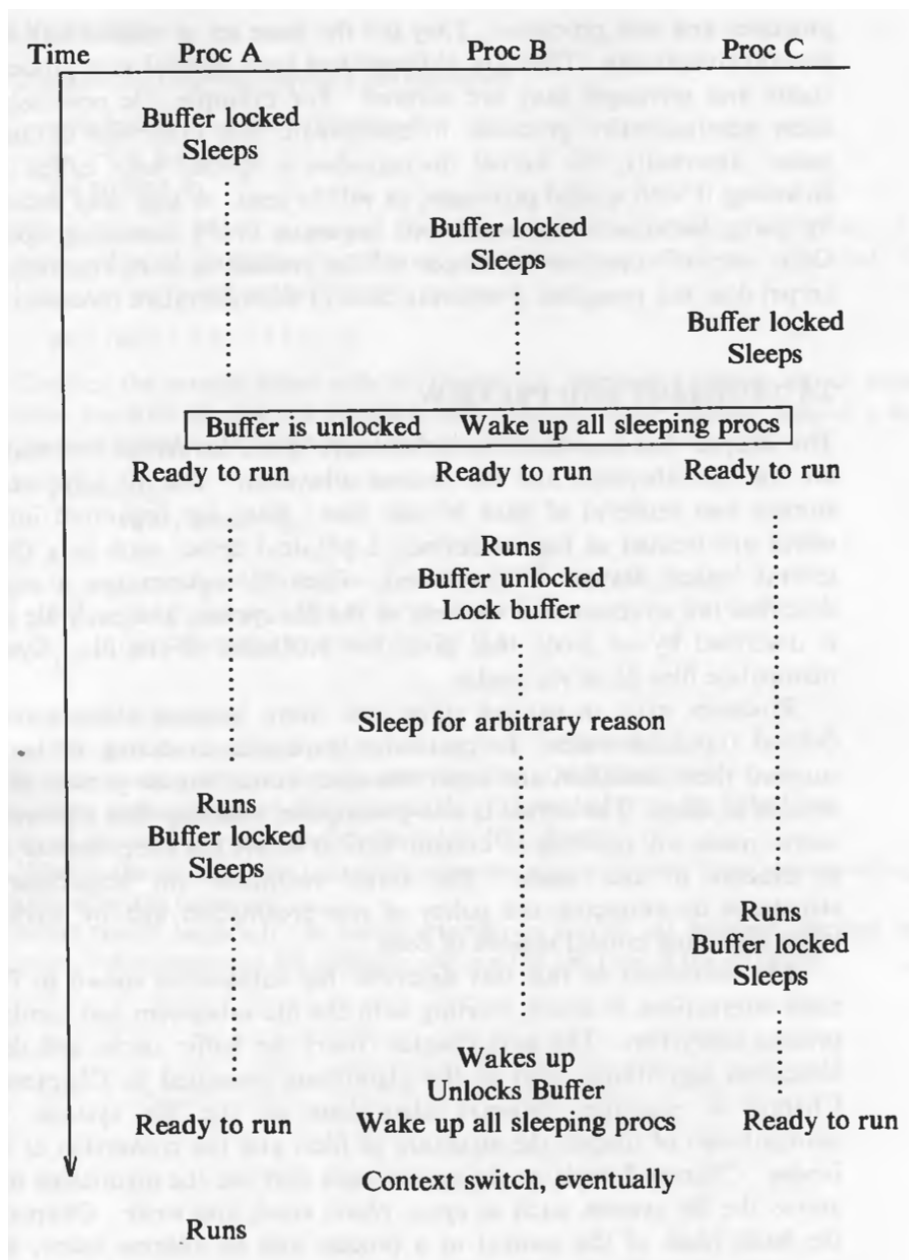 Time Proc A Proc B Proc C
Buffer locked
Sleeps
Buffer locked
Sleeps
Buffer locked
Sleeps
Buffer is unlocked Wake up all sleeping procs
Ready to run Ready to run Ready to run
Runs
Buffer unlocked
Lock buffer
Sleep for arbitrary reason
Runs
Buffer locked
Sleeps
Runs
Buffer locked
Sleeps
Wakes up
Unlocks Buffer
Ready to run Wake up all sleeping procs Ready to run
Context switch, eventually
Runs